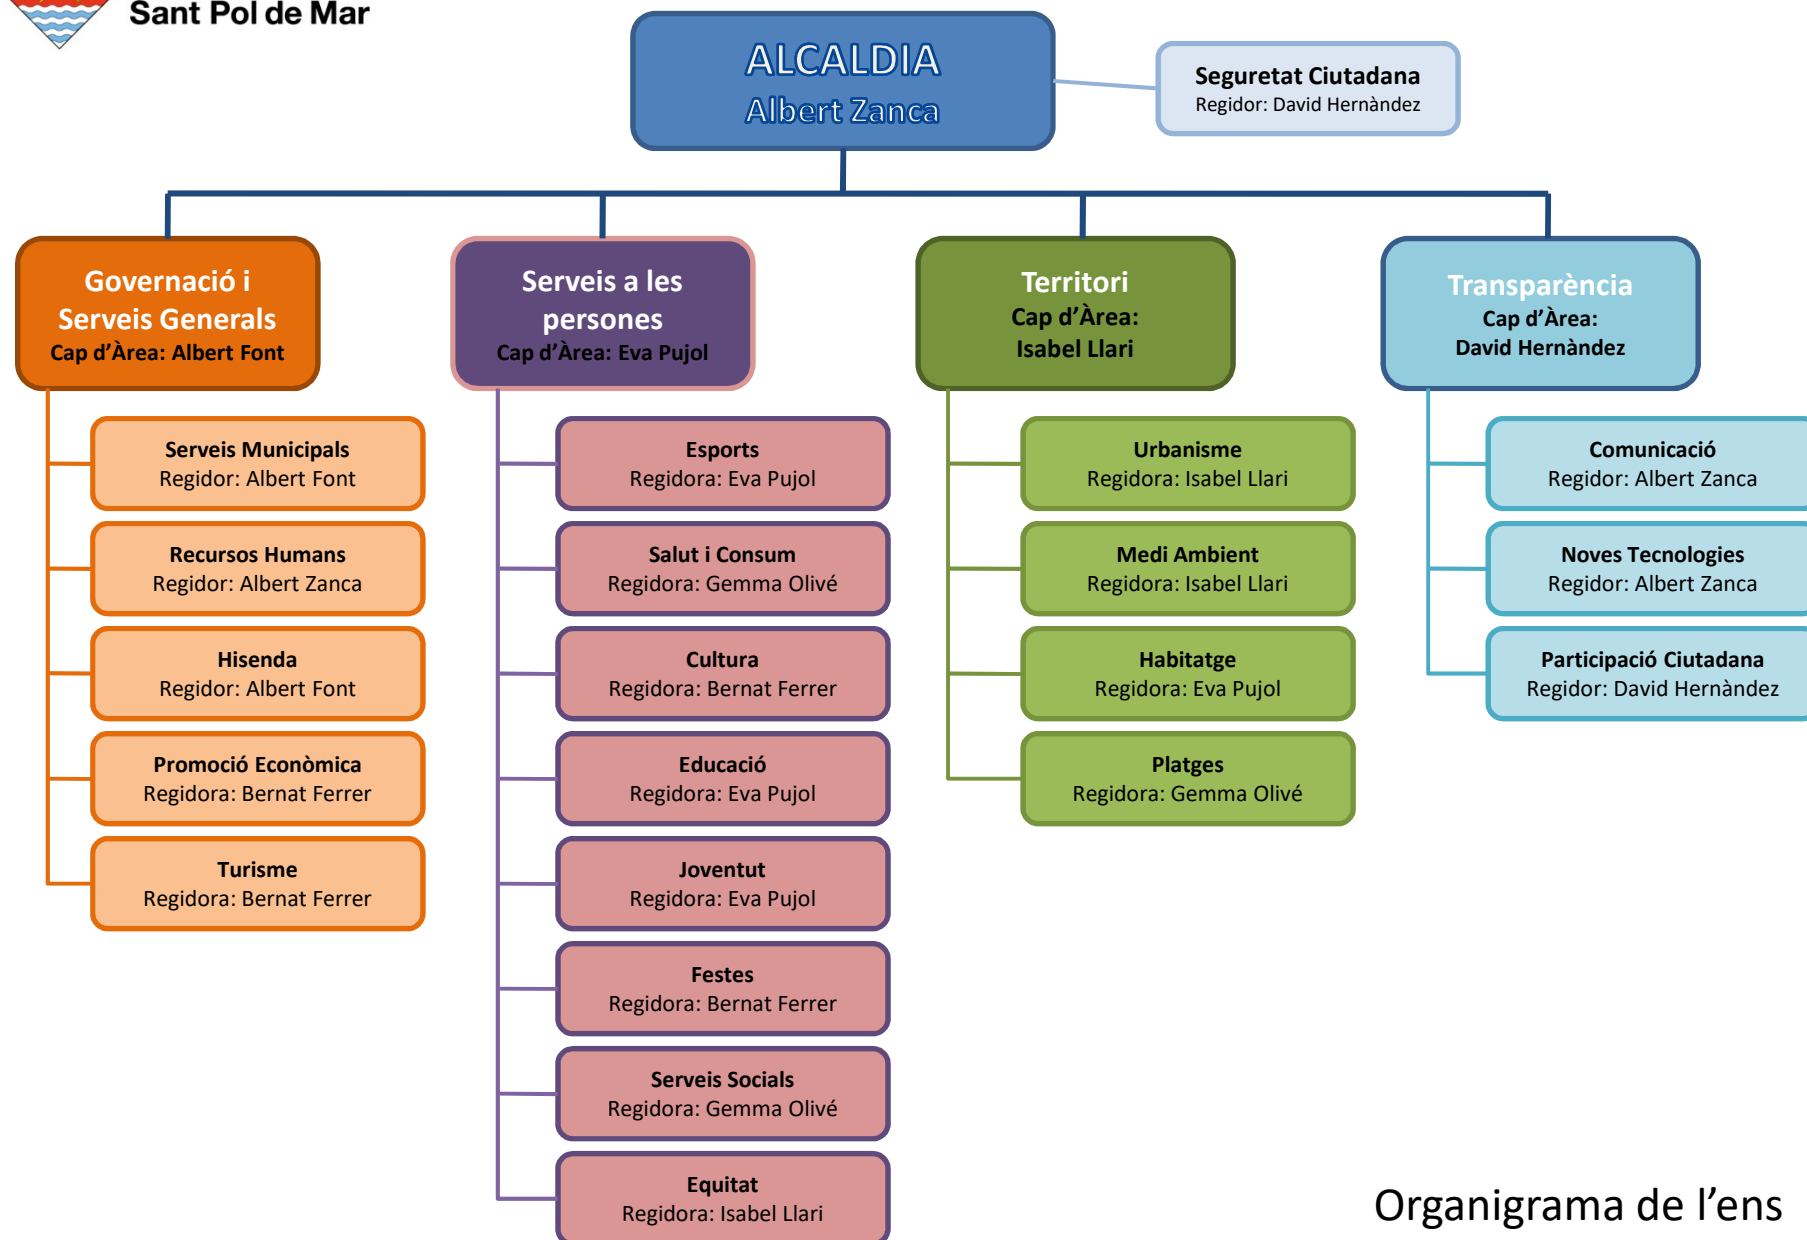 Sant Pol de Mar
ALCALDIA
Albert Zanca
Seguretat Ciutadana
Regidor: David Hernàndez
Governació i
Serveis Generals
Cap d'Àrea: Albert Font
Serveis Municipals
Regidor: Albert Font
Recursos Humans
Regidor: Albert Zanca
Hisenda
Regidor: Albert Font
Promoció Econòmica
Regidora: Bernat Ferrer
Turisme
Regidora: Bernat Ferrer
Serveis a les
persones
Cap d'Àrea: Eva Pujol
Esports
Regidora: Eva Pujol
Salut i Consum
Regidora: Gemma Olivé
Cultura
Regidora: Bernat Ferrer
Educació
Regidora: Eva Pujol
Joventut
Regidora: Eva Pujol
Festes
Regidora: Bernat Ferrer
Serveis Socials
Regidora: Gemma Olivé
Equitat
Regidora: Isabel Llari
Territori
Cap d'Àrea:
Isabel Llari
Urbanisme
Regidora: Isabel Llari
Medi Ambient
Regidora: Isabel Llari
Habitatge
Regidora: Eva Pujol
Platges
Regidora: Gemma Olivé
Transparència
Cap d'Àrea:
David Hernàndez
Comunicació
Regidor: Albert Zanca
Noves Tecnologies
Regidor: Albert Zanca
Participació Ciutadana
Regidor: David Hernàndez
Organigrama de l'ens